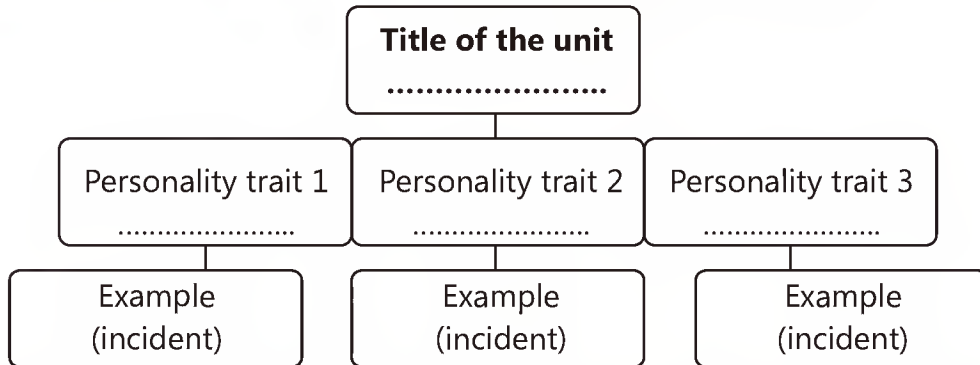 Title of the unit
.......................
Personality trait 1
.......................
Personality trait 2
.......................
Personality trait 3
.......................
Example
(incident)
Example
(incident)
Example
(incident)